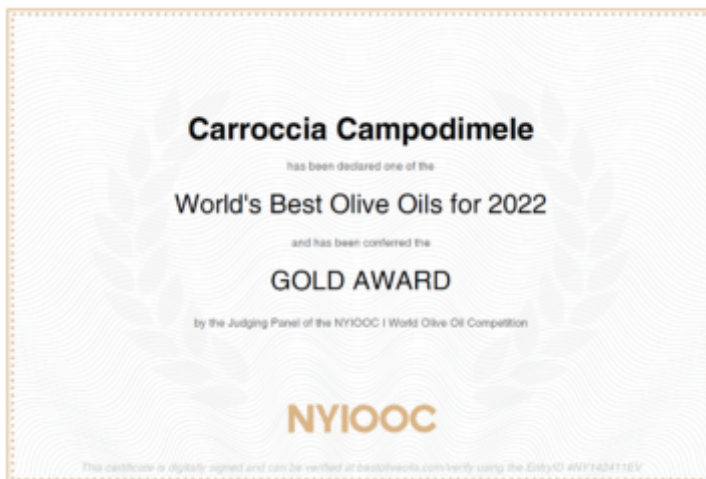 Carroccia Campodimele
has been declared one of the
World's Best Olive Oils for 2022
and has been conferred the
GOLD AWARD
by the Judging Panel of the NYIOOC | World Olive Oil Competition
NYIOOC
This certificate is digitally signed and can be verified at bestoliveoils.com/verify using the EntryID